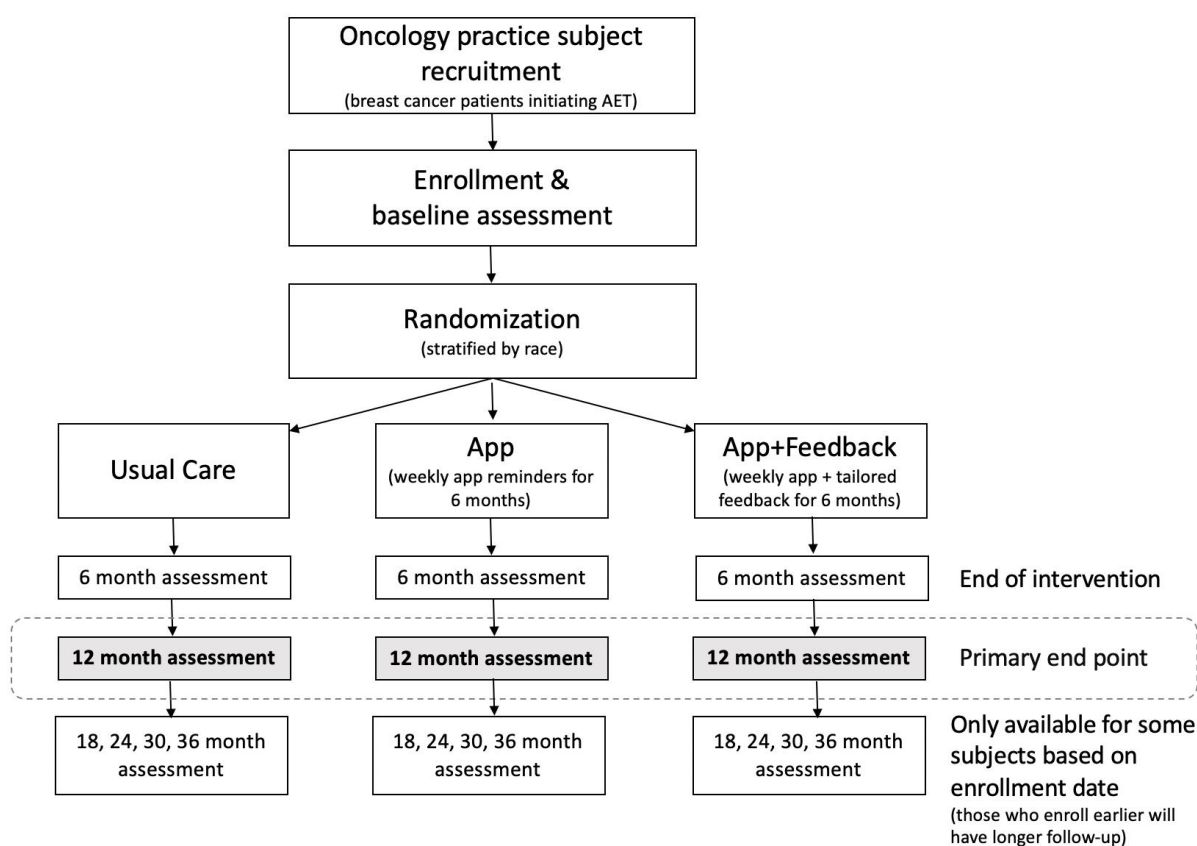 Oncology practice subject
recruitment
(breast cancer patients initiating AET)
Enrollment &
baseline assessment
Randomization
(stratified by race)
Usual Care
App
(weekly app reminders for
6 months)
App+Feedback
(weekly app + tailored
feedback for 6 months)
6 month assessment
6 month assessment
6 month assessment
End of intervention
12 month assessment
12 month assessment
12 month assessment
Primary end point
18, 24, 30, 36 month
assessment
18, 24, 30, 36 month
assessment
18, 24, 30, 36 month
assessment
Only available for some
subjects based on
enrollment date
(those who enroll earlier will
have longer follow-up)